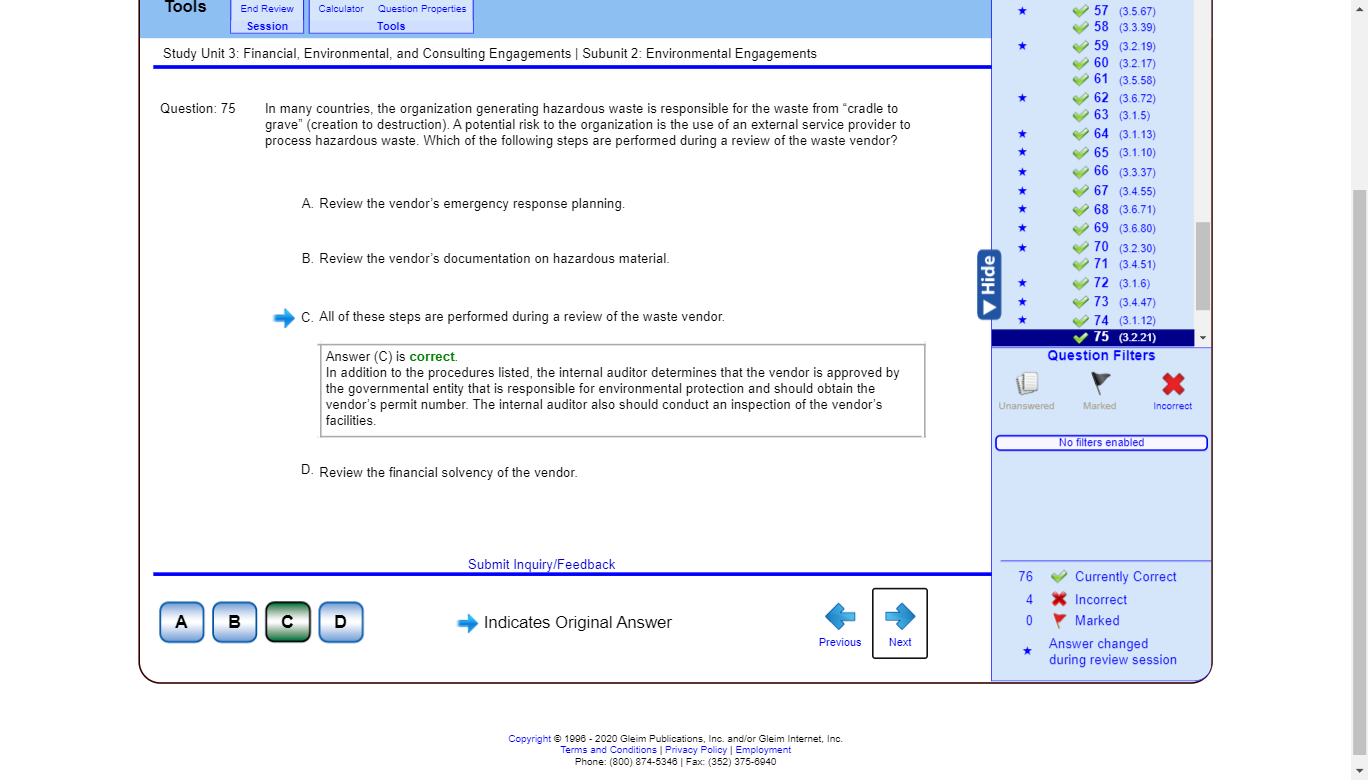 Tools
End Review
Session
Calculator Question Properties
Tools
Study Unit 3: Financial, Environmental, and Consulting Engagements | Subunit 2: Environmental Engagements
Question: 75
In many countries, the organization generating hazardous waste is responsible for the waste from “cradle to
grave” (creation to destruction). A potential risk to the organization is the use of an external service provider to
process hazardous waste. Which of the following steps are performed during a review of the waste vendor?
A. Review the vendor’s emergency response planning.
B. Review the vendor’s documentation on hazardous material.
C. All of these steps are performed during a review of the waste vendor.
Answer (C) is correct.
In addition to the procedures listed, the internal auditor determines that the vendor is approved by
the governmental entity that is responsible for environmental protection and should obtain the
vendor’s permit number. The internal auditor also should conduct an inspection of the vendor’s
facilities.
D. Review the financial solvency of the vendor.
Submit Inquiry/Feedback
A B C D
Indicates Original Answer
Previous
Next
Hide
57 (3.5.67)
58 (3.3.39)
59 (3.2.19)
60 (3.2.17)
61 (3.5.58)
62 (3.6.72)
63 (3.1.5)
64 (3.1.13)
65 (3.1.10)
66 (3.3.37)
67 (3.4.55)
68 (3.6.71)
69 (3.6.80)
70 (3.2.30)
71 (3.4.51)
72 (3.1.6)
73 (3.4.47)
74 (3.1.12)
75 (3.2.21)
Question Filters
Unanswered Marked Incorrect
No filters enabled
76 Currently Correct
4 Incorrect
0 Marked
Answer changed
during review session
Copyright © 1996 - 2020 Gleim Publications, Inc. and/or Gleim Internet, Inc.
Terms and Conditions | Privacy Policy | Employment
Phone: (800) 874-5346 | Fax: (352) 375-6940